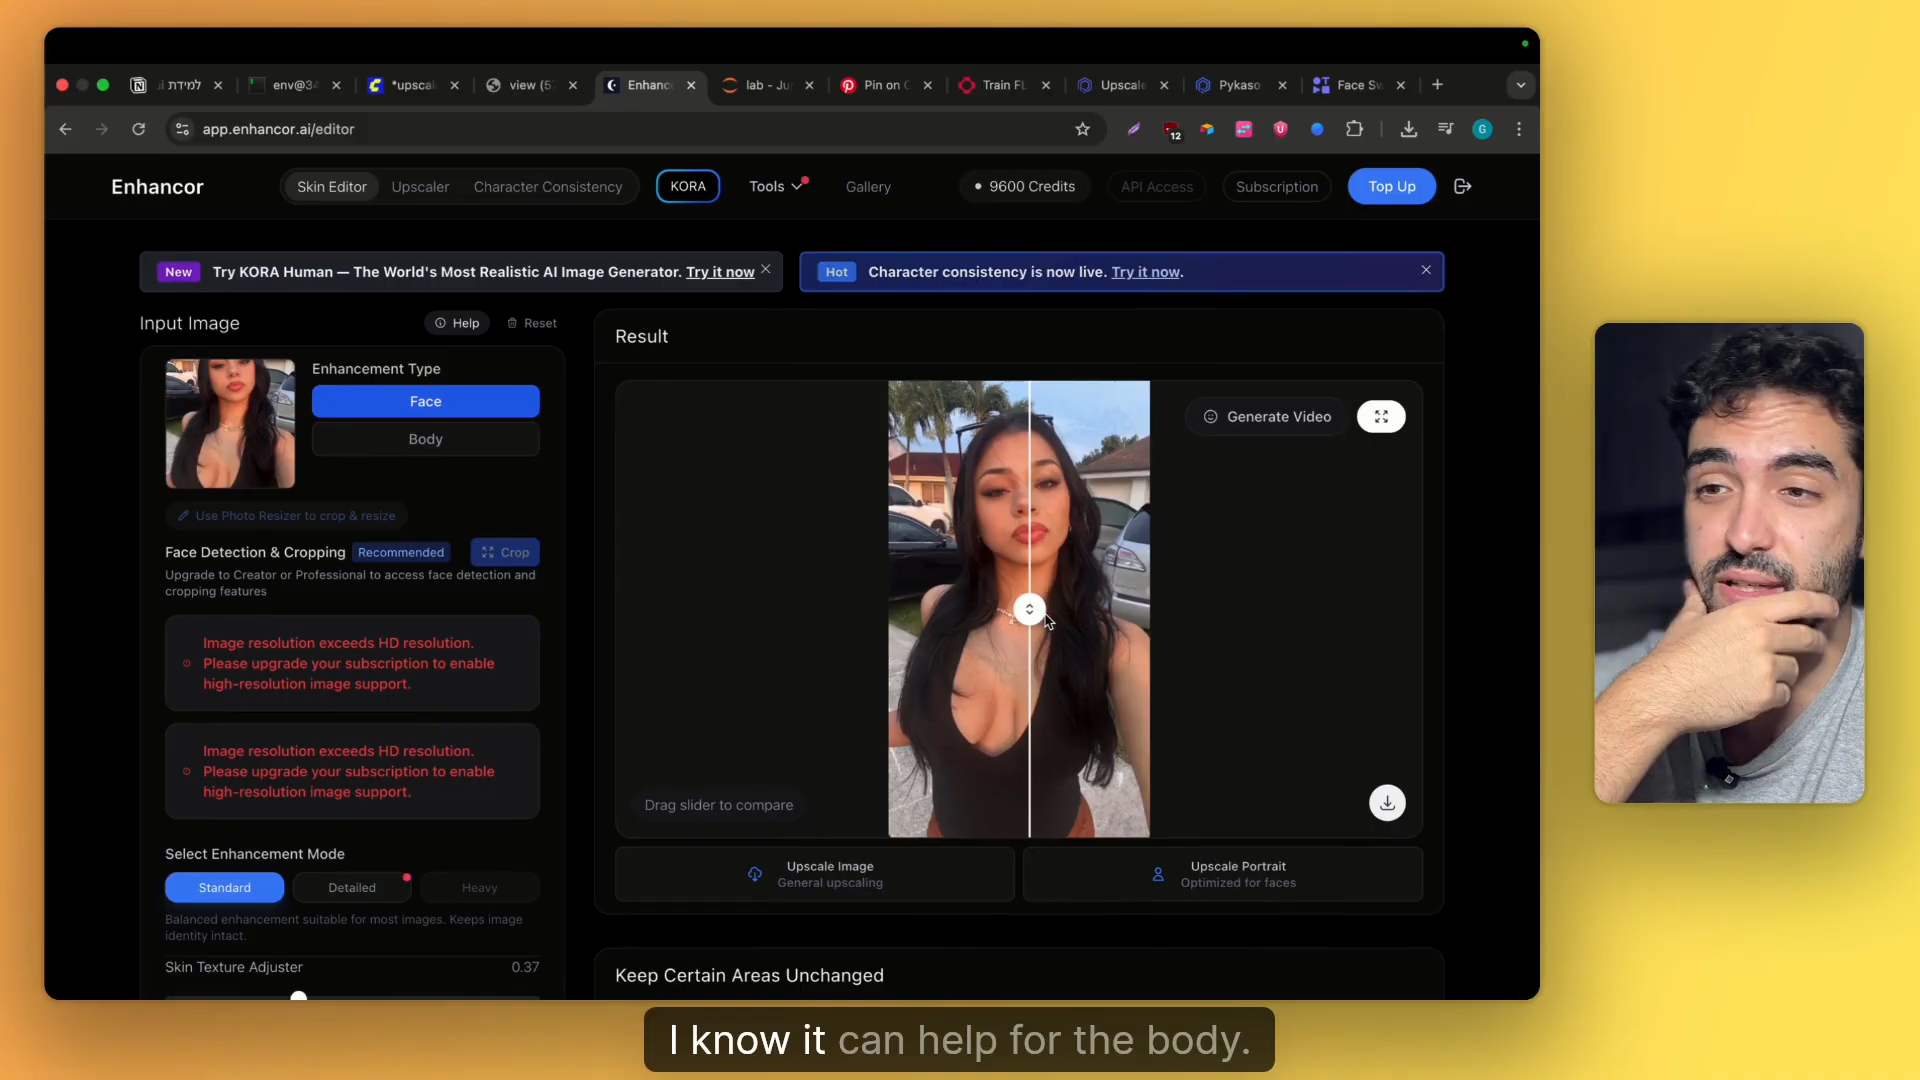 למידת
env@3
*upscal
view (5
Enhanc
lab - Ju
Pin on
Train FL
Upscale
Pykaso
Face Sw
app.enhancor.ai/editor
12
G
Enhancor
Skin Editor
Upscaler
Character Consistency
KORA
Tools
Gallery
9600 Credits
API Access
Subscription
Top Up
New Try KORA Human — The World's Most Realistic AI Image Generator. Try it now
Hot Character consistency is now live. Try it now.
Input Image
Help
Reset
Enhancement Type
Face
Body
Use Photo Resizer to crop & resize
Face Detection & Cropping Recommended
Crop
Upgrade to Creator or Professional to access face detection and
cropping features
Image resolution exceeds HD resolution.
Please upgrade your subscription to enable
high-resolution image support.
Image resolution exceeds HD resolution.
Please upgrade your subscription to enable
high-resolution image support.
Select Enhancement Mode
Standard
Detailed
Heavy
Balanced enhancement suitable for most images. Keeps image
identity intact.
Skin Texture Adjuster
0.37
Result
Generate Video
Drag slider to compare
Upscale Image
General upscaling
Upscale Portrait
Optimized for faces
Keep Certain Areas Unchanged
I know it can help for the body.